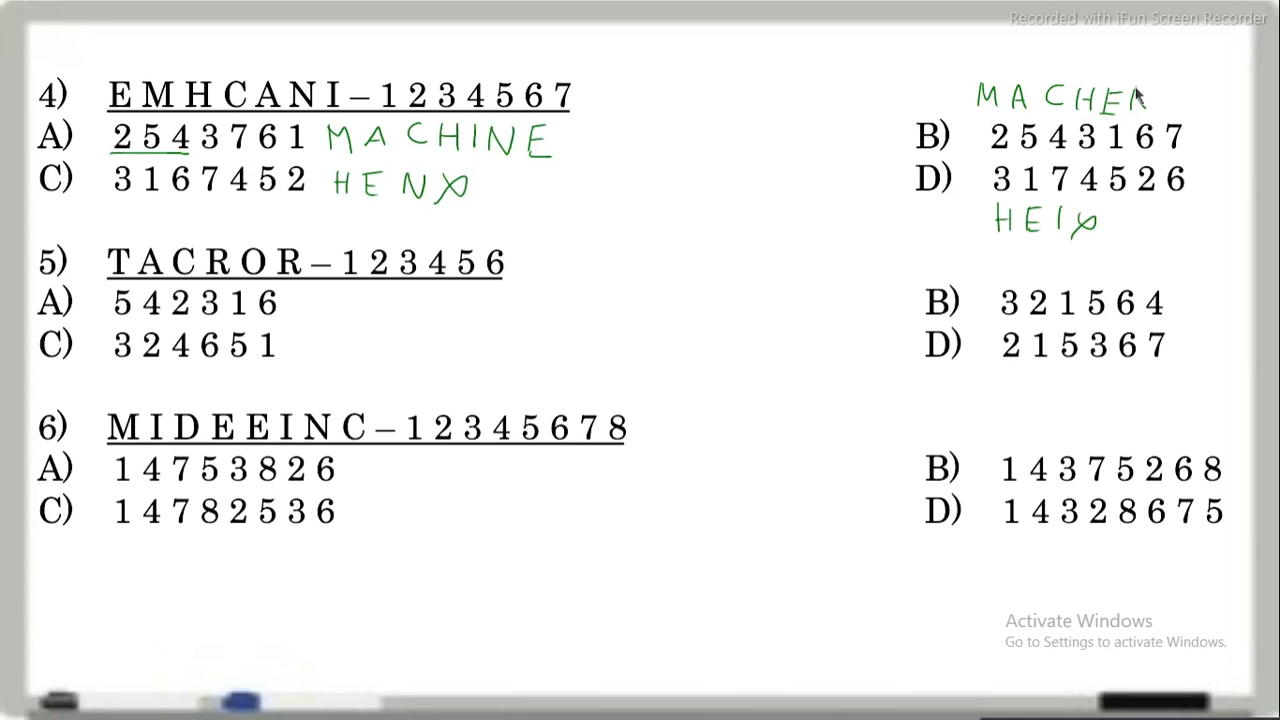 Recorded with iFun Screen Recorder
4) E M H C A N I – 1 2 3 4 5 6 7
M A C H E N
A) 2 5 4 3 7 6 1 M A C H I N E
B) 2 5 4 3 1 6 7
C) 3 1 6 7 4 5 2 H E N
D) 3 1 7 4 5 2 6
H E I
5) T A C R O R – 1 2 3 4 5 6
A) 5 4 2 3 1 6
B) 3 2 1 5 6 4
C) 3 2 4 6 5 1
D) 2 1 5 3 6 7
6) M I D E E I N C – 1 2 3 4 5 6 7 8
A) 1 4 7 5 3 8 2 6
B) 1 4 3 7 5 2 6 8
C) 1 4 7 8 2 5 3 6
D) 1 4 3 2 8 6 7 5
Activate Windows
Go to Settings to activate Windows.